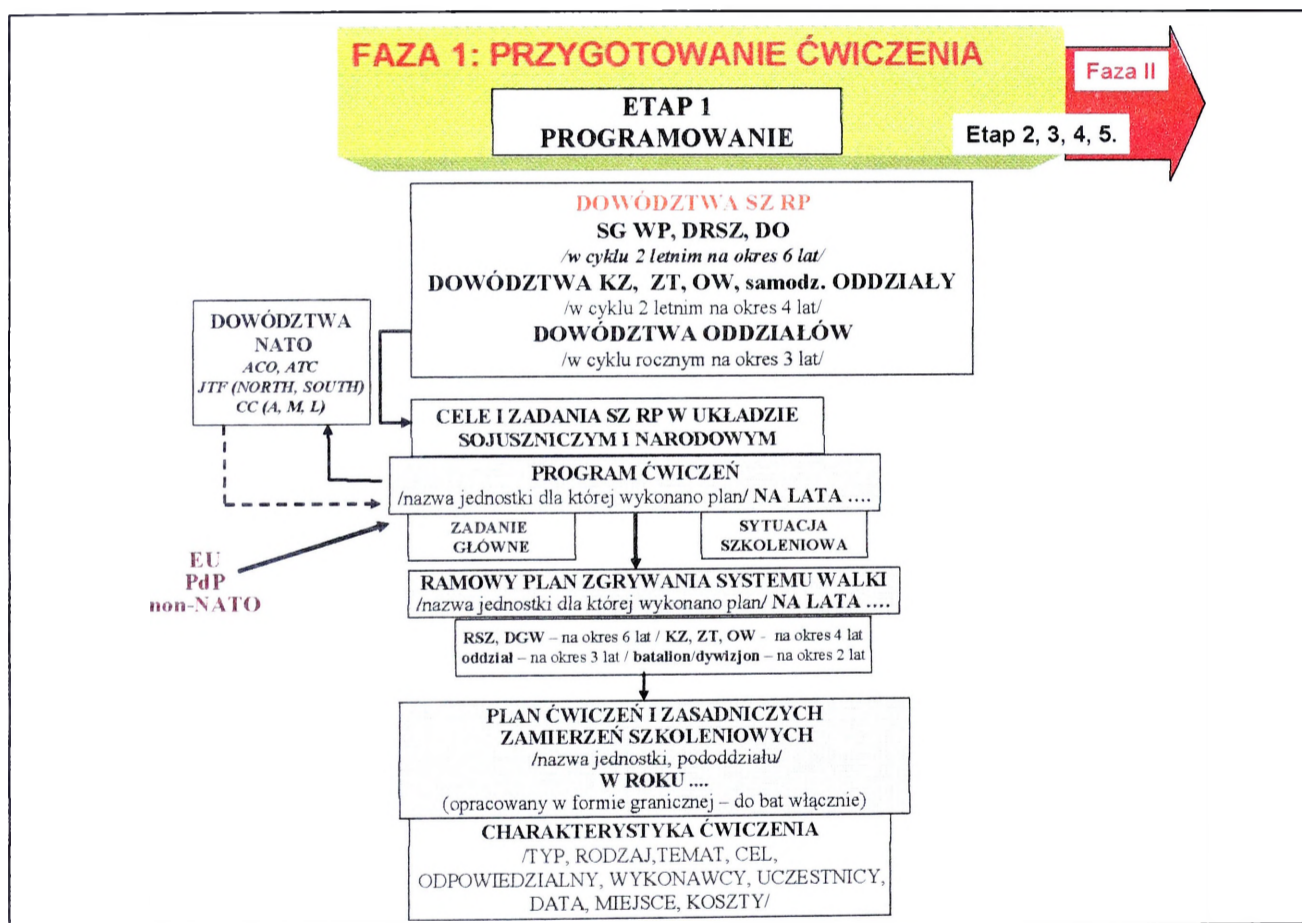 FAZA 1: PRZYGOTOWANIE ĆWICZENIA
Faza II
ETAP 1
PROGRAMOWANIE
Etap 2, 3, 4, 5.
DOWÓDZTWA SZ RP
SG WP, DRSZ, DO
/w cyklu 2 letnim na okres 6 lat/
DOWÓDZTWA KZ, ZT, OW, samodz. ODDZIAŁY
/w cyklu 2 letnim na okres 4 lat/
DOWÓDZTWA ODDZIAŁÓW
/w cyklu rocznym na okres 3 lat/
DOWÓDZTWA
NATO
ACO, ATC
JTF (NORTH, SOUTH)
CC (A, M, L)
CELE I ZADANIA SZ RP W UKŁADZIE
SOJUSZNICZYM I NARODOWYM
PROGRAM ĆWICZEŃ
/nazwa jednostki dla której wykonano plan/ NA LATA ....
ZADANIE
GŁÓWNE
SYTUACJA
SZKOLENIOWA
EU
PdP
non-NATO
RAMOWY PLAN ZGRYWANIA SYSTEMU WALKI
/nazwa jednostki dla której wykonano plan/ NA LATA ....
RSZ, DGW – na okres 6 lat / KZ, ZT, OW - na okres 4 lat
oddział – na okres 3 lat / batalion/dywizjon – na okres 2 lat
PLAN ĆWICZEŃ I ZASADNICZYCH
ZAMIERZEŃ SZKOLENIOWYCH
/nazwa jednostki, pododdziału/
W ROKU ....
(opracowany w formie granicznej – do bat włącznie)
CHARAKTERYSTYKA ĆWICZENIA
/TYP, RODZAJ,TEMAT, CEL,
ODPOWIEDZIALNY, WYKONAWCY, UCZESTNICY,
DATA, MIEJSCE, KOSZTY/